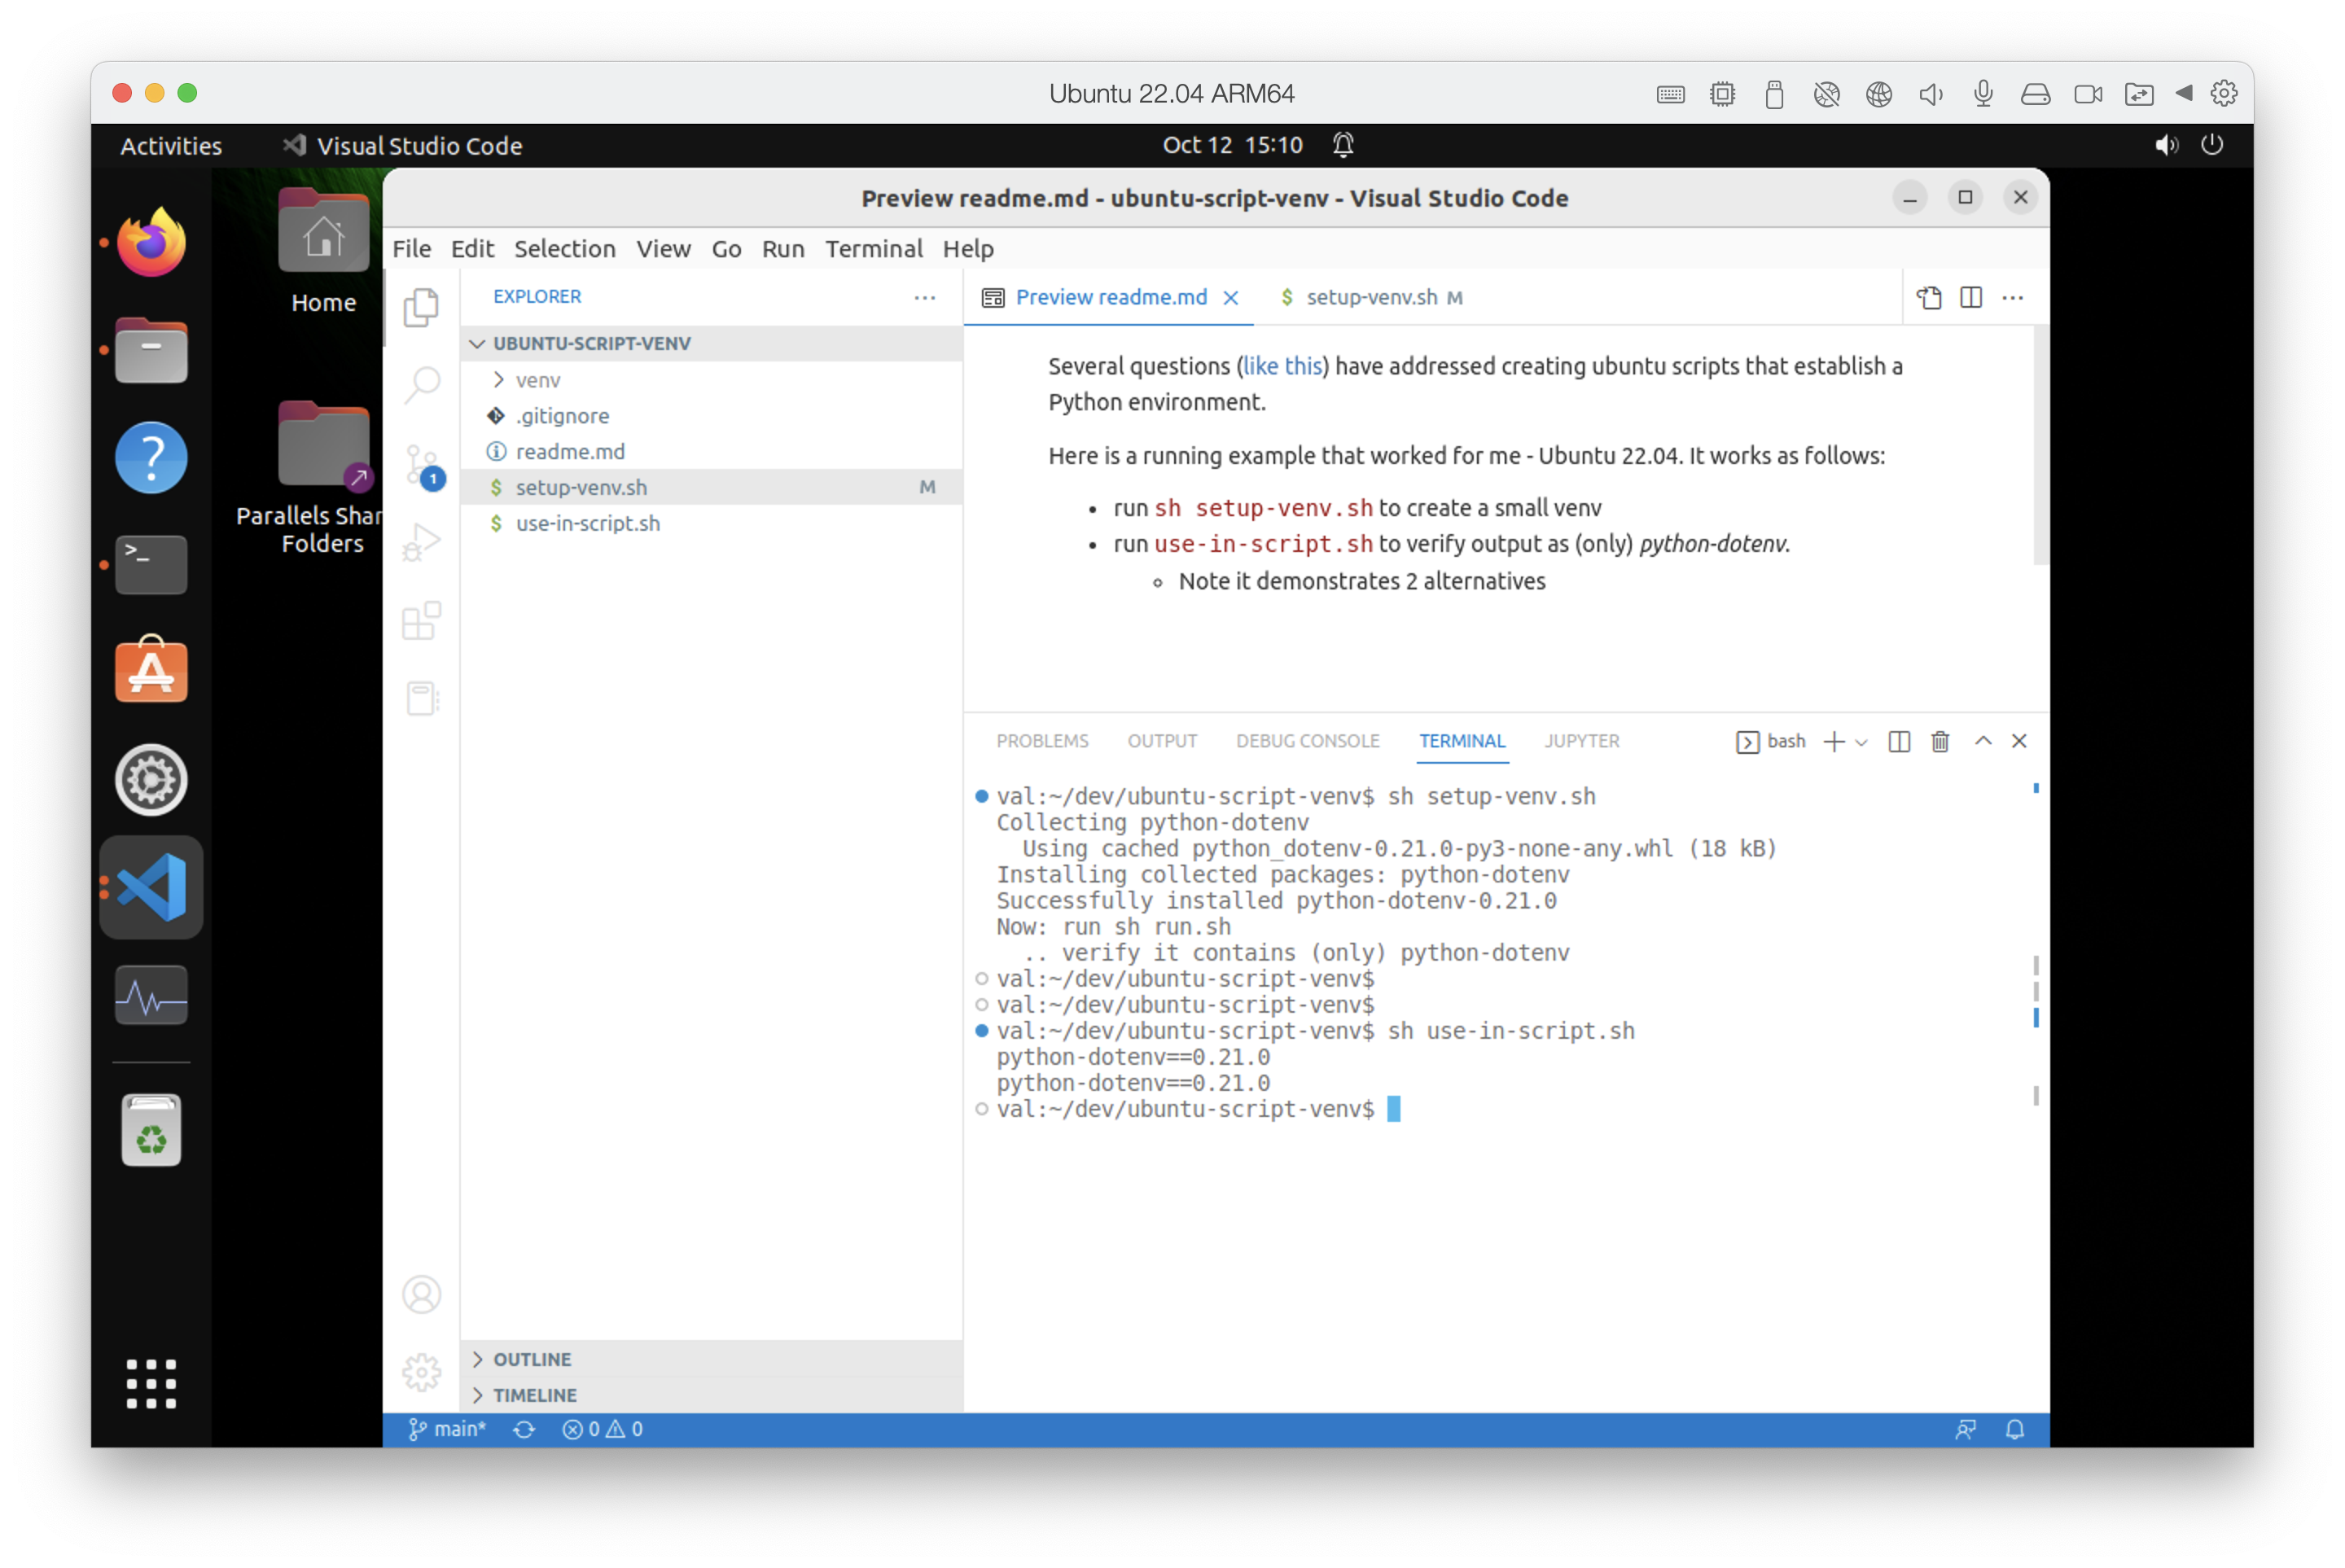 Ubuntu 22.04 ARM64
Activities
Visual Studio Code
Oct 12 15:10
Home
Parallels Shar
Folders
Preview readme.md - ubuntu-script-venv - Visual Studio Code
File Edit Selection View Go Run Terminal Help
EXPLORER
UBUNTU-SCRIPT-VENV
venv
.gitignore
readme.md
$ setup-venv.sh M
$ use-in-script.sh
1
OUTLINE
TIMELINE
Preview readme.md
$ setup-venv.sh M
Several questions (like this) have addressed creating ubuntu scripts that establish a
Python environment.
Here is a running example that worked for me - Ubuntu 22.04. It works as follows:
• run sh setup-venv.sh to create a small venv
• run use-in-script.sh to verify output as (only) python-dotenv.
◦ Note it demonstrates 2 alternatives
PROBLEMS OUTPUT DEBUG CONSOLE TERMINAL JUPYTER
bash
val:~/dev/ubuntu-script-venv$ sh setup-venv.sh
Collecting python-dotenv
Using cached python_dotenv-0.21.0-py3-none-any.whl (18 kB)
Installing collected packages: python-dotenv
Successfully installed python-dotenv-0.21.0
Now: run sh run.sh
.. verify it contains (only) python-dotenv
val:~/dev/ubuntu-script-venv$
val:~/dev/ubuntu-script-venv$
val:~/dev/ubuntu-script-venv$ sh use-in-script.sh
python-dotenv==0.21.0
python-dotenv==0.21.0
val:~/dev/ubuntu-script-venv$
main* 0 0